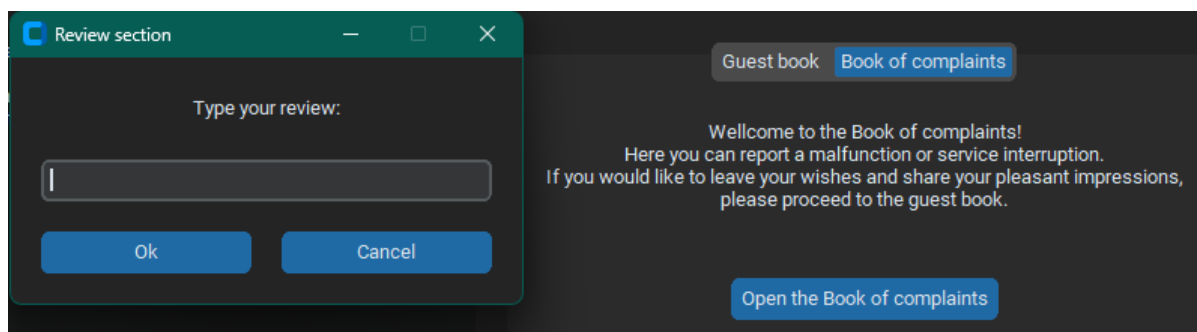 Review section
Type your review:
Ok Cancel
Guest book Book of complaints
Wellcome to the Book of complaints!
Here you can report a malfunction or service interruption.
If you would like to leave your wishes and share your pleasant impressions,
please proceed to the guest book.
Open the Book of complaints